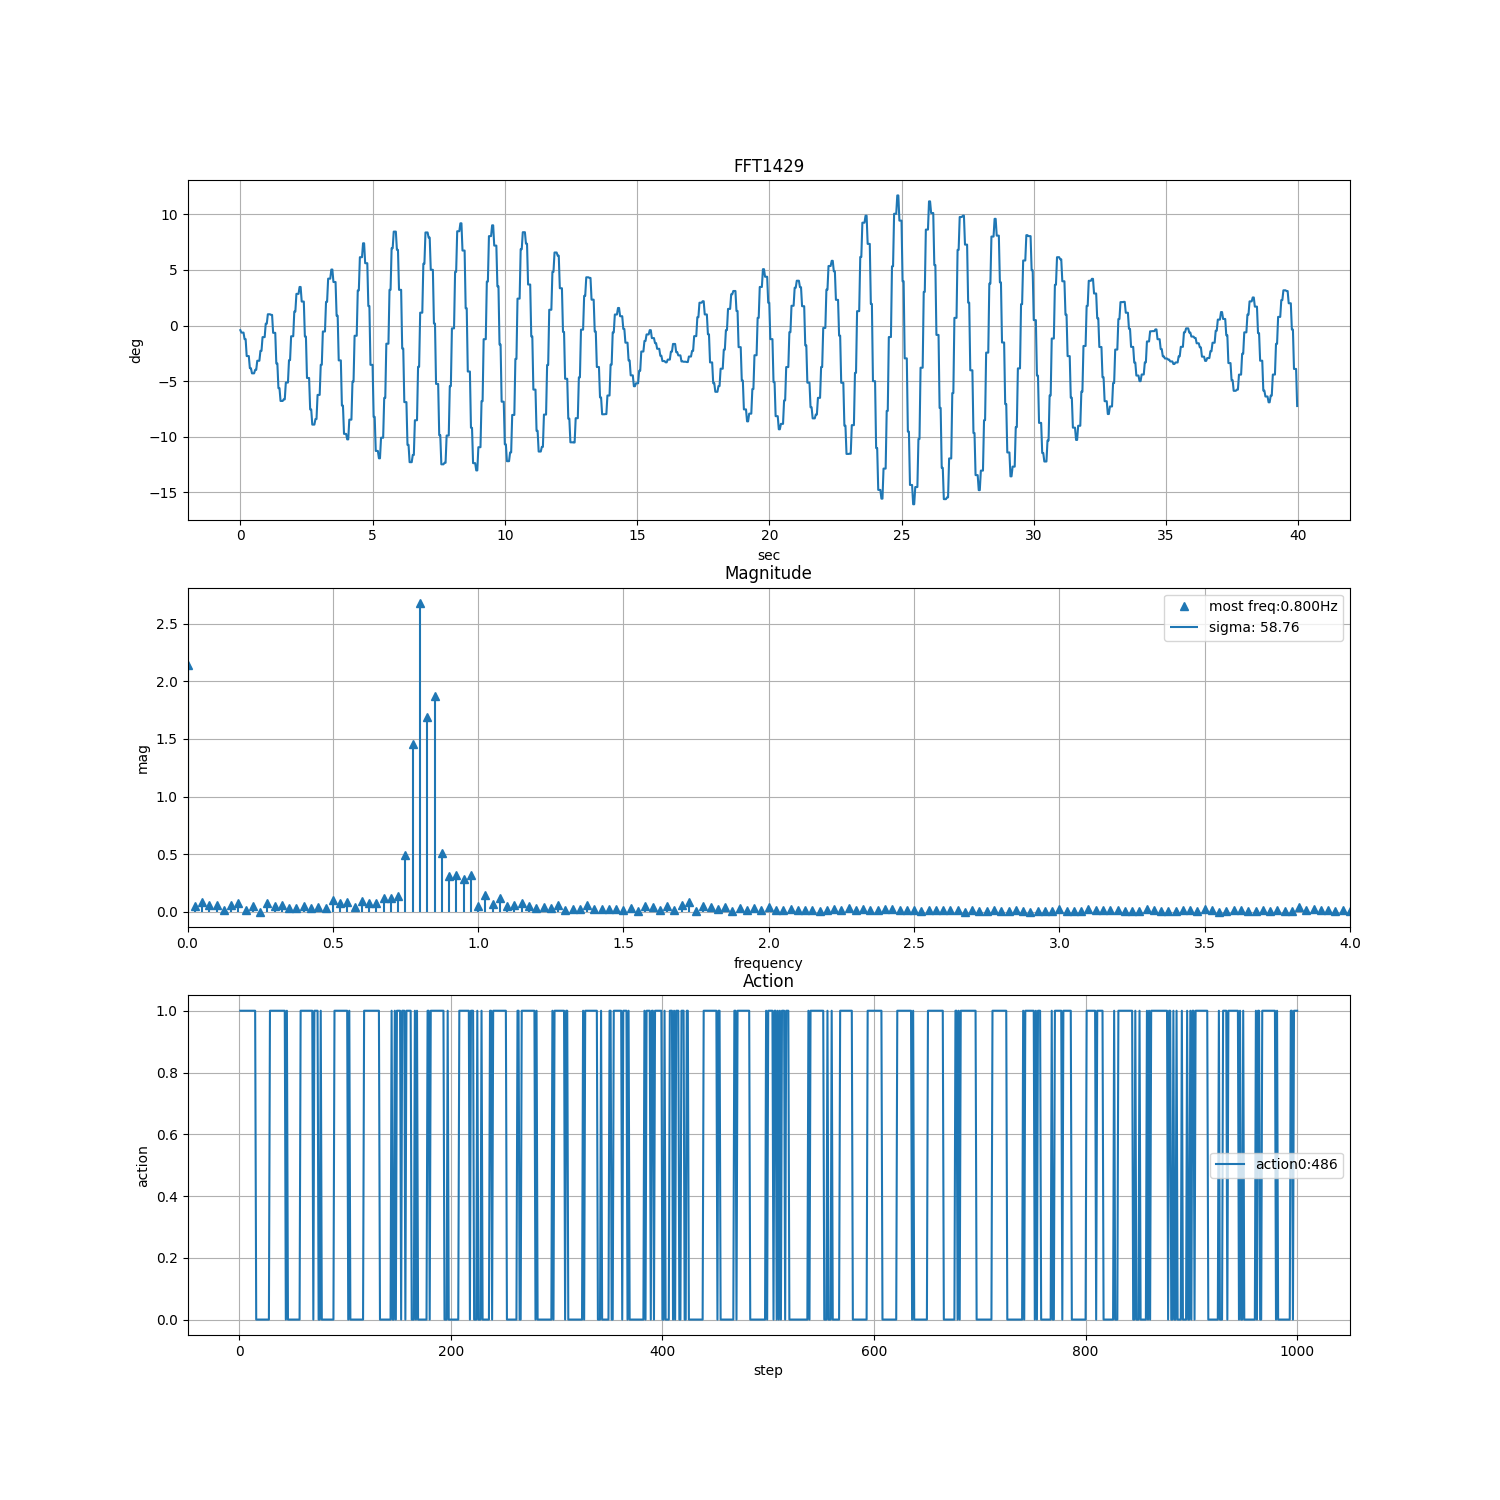 FFT1429
10
5
0
−5
−10
−15
deg
0 5 10 15 20 25 30 35 40
sec
Magnitude
2.5
2.0
1.5
1.0
0.5
0.0
mag
most freq:0.800Hz
sigma: 58.76
0.0 0.5 1.0 1.5 2.0 2.5 3.0 3.5 4.0
frequency
Action
1.0
0.8
0.6
0.4
0.2
0.0
action
action0:486
0 200 400 600 800 1000
step